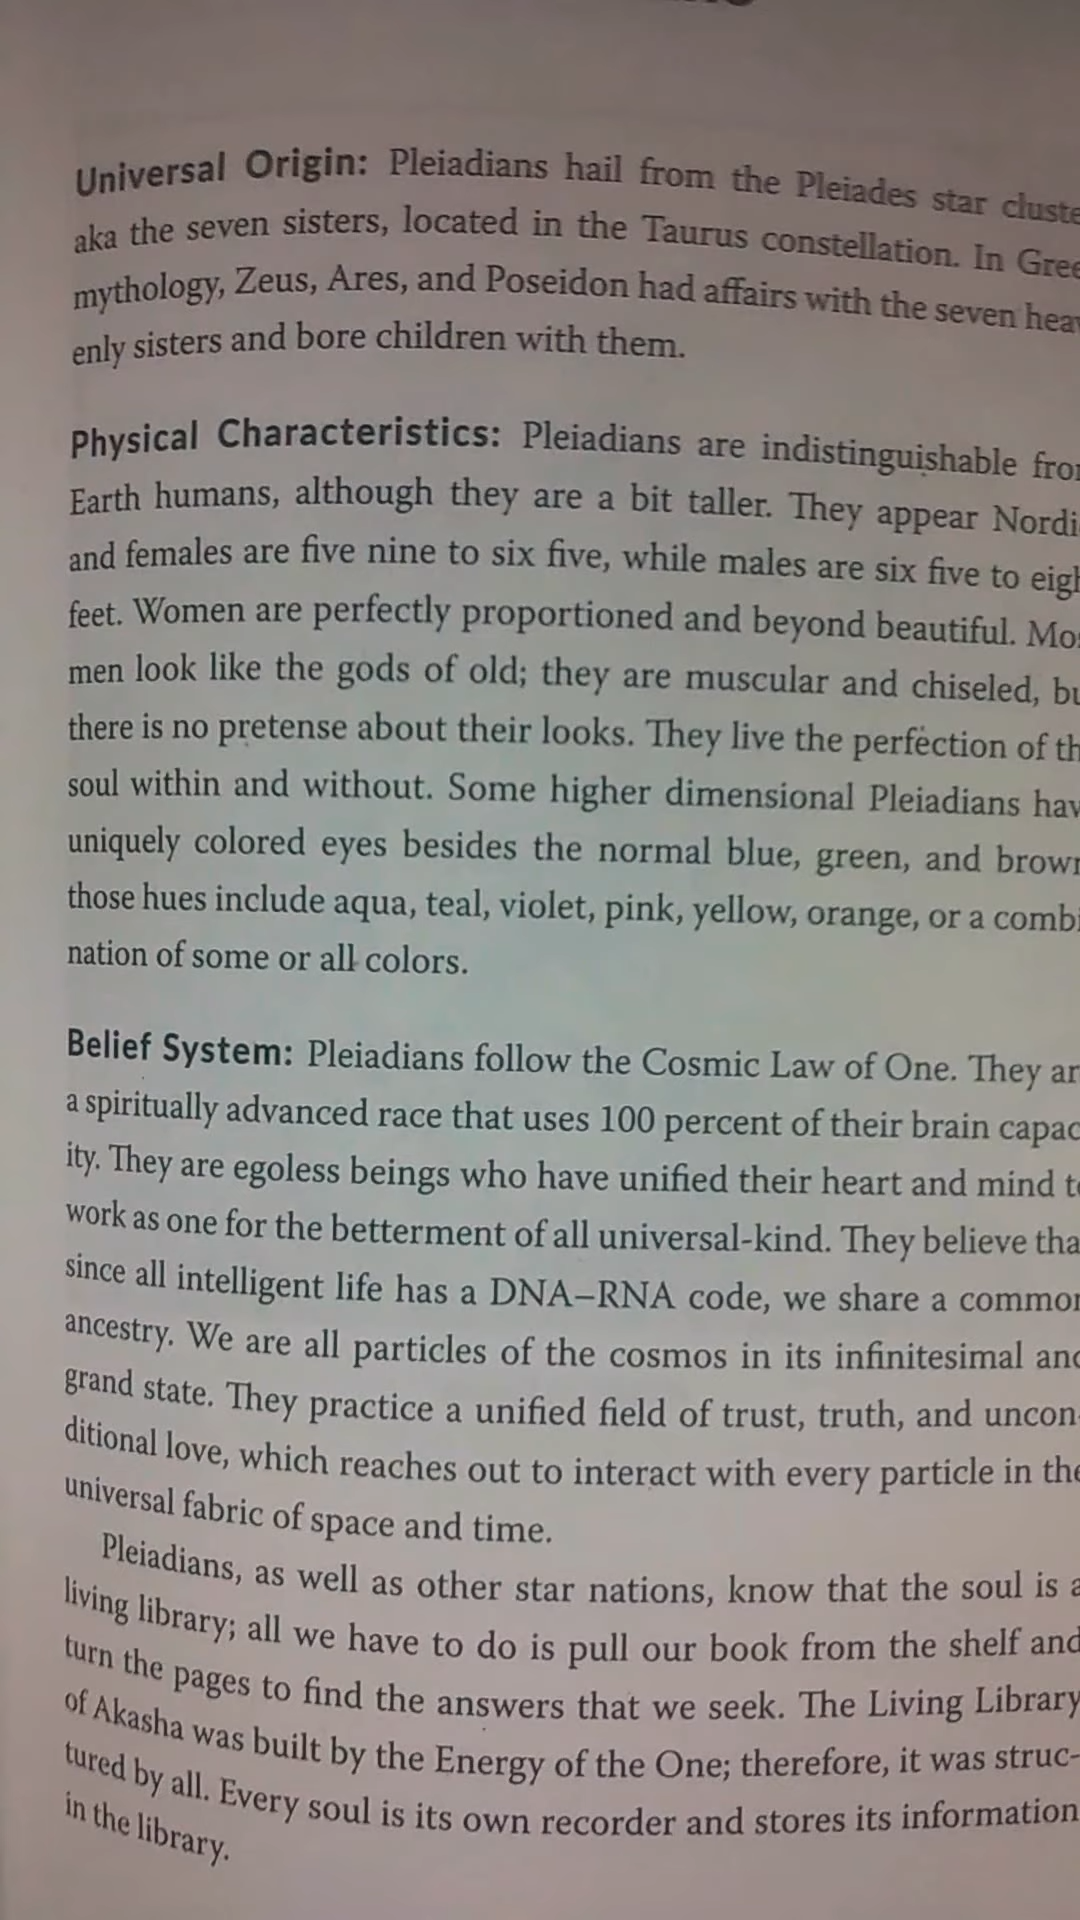 Universal Origin: Pleiadians hail from the Pleiades star cluste
aka the seven sisters, located in the Taurus constellation. In Gree
mythology, Zeus, Ares, and Poseidon had affairs with the seven heav
enly sisters and bore children with them.
Physical Characteristics: Pleiadians are indistinguishable fro
Earth humans, although they are a bit taller. They appear Nordi
and females are five nine to six five, while males are six five to eigh
feet. Women are perfectly proportioned and beyond beautiful. Mos
men look like the gods of old; they are muscular and chiseled, bu
there is no pretense about their looks. They live the perfection of th
soul within and without. Some higher dimensional Pleiadians hav
uniquely colored eyes besides the normal blue, green, and brown
those hues include aqua, teal, violet, pink, yellow, orange, or a combi
nation of some or all colors.
Belief System: Pleiadians follow the Cosmic Law of One. They ar
a spiritually advanced race that uses 100 percent of their brain capac
ity. They are egoless beings who have unified their heart and mind to
work as one for the betterment of all universal-kind. They believe tha
since all intelligent life has a DNA–RNA code, we share a common
ancestry. We are all particles of the cosmos in its infinitesimal and
grand state. They practice a unified field of trust, truth, and uncon-
ditional love, which reaches out to interact with every particle in the
universal fabric of space and time.
Pleiadians, as well as other star nations, know that the soul is a
living library; all we have to do is pull our book from the shelf and
turn the pages to find the answers that we seek. The Living Library
of Akasha was built by the Energy of the One; therefore, it was struc-
tured by all. Every soul is its own recorder and stores its information
in the library.